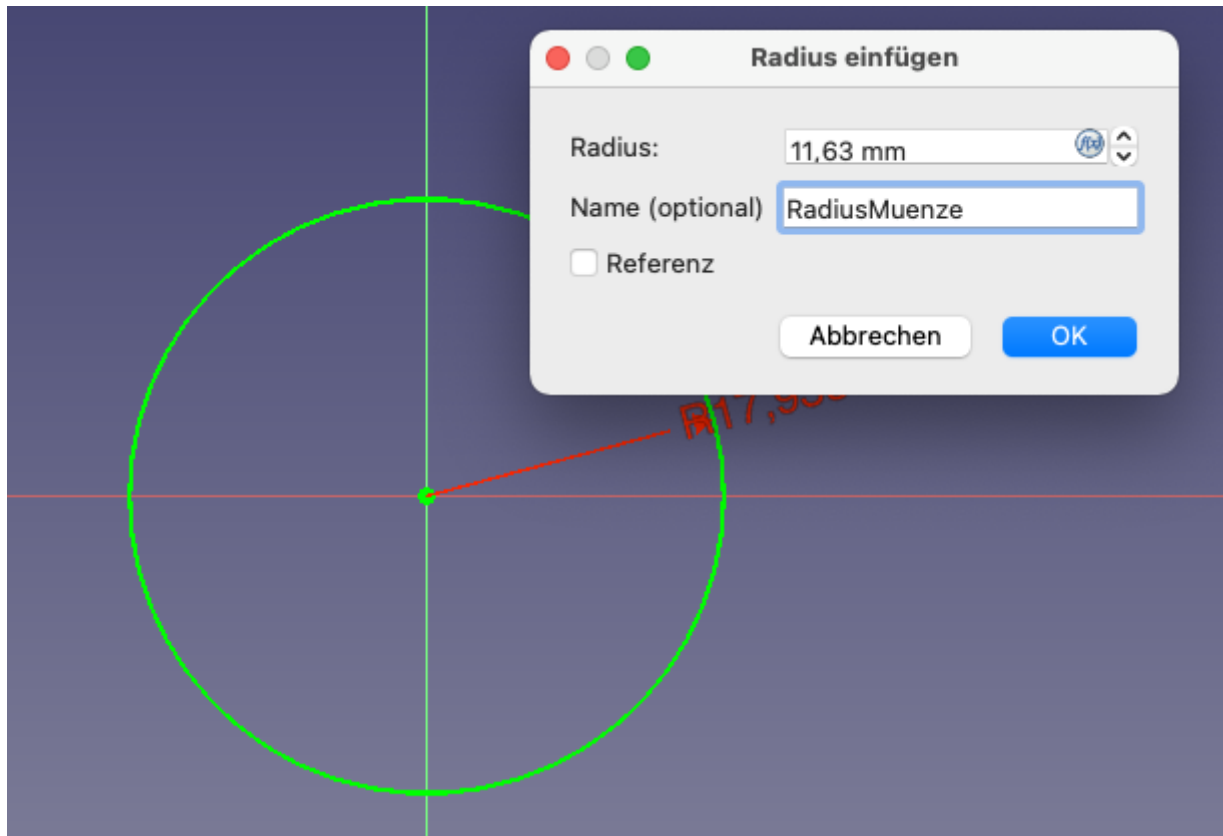 Radius einfügen
Radius:
11,63 mm
f(x)
Name (optional)
RadiusMuenze
Referenz
Abbrechen
OK